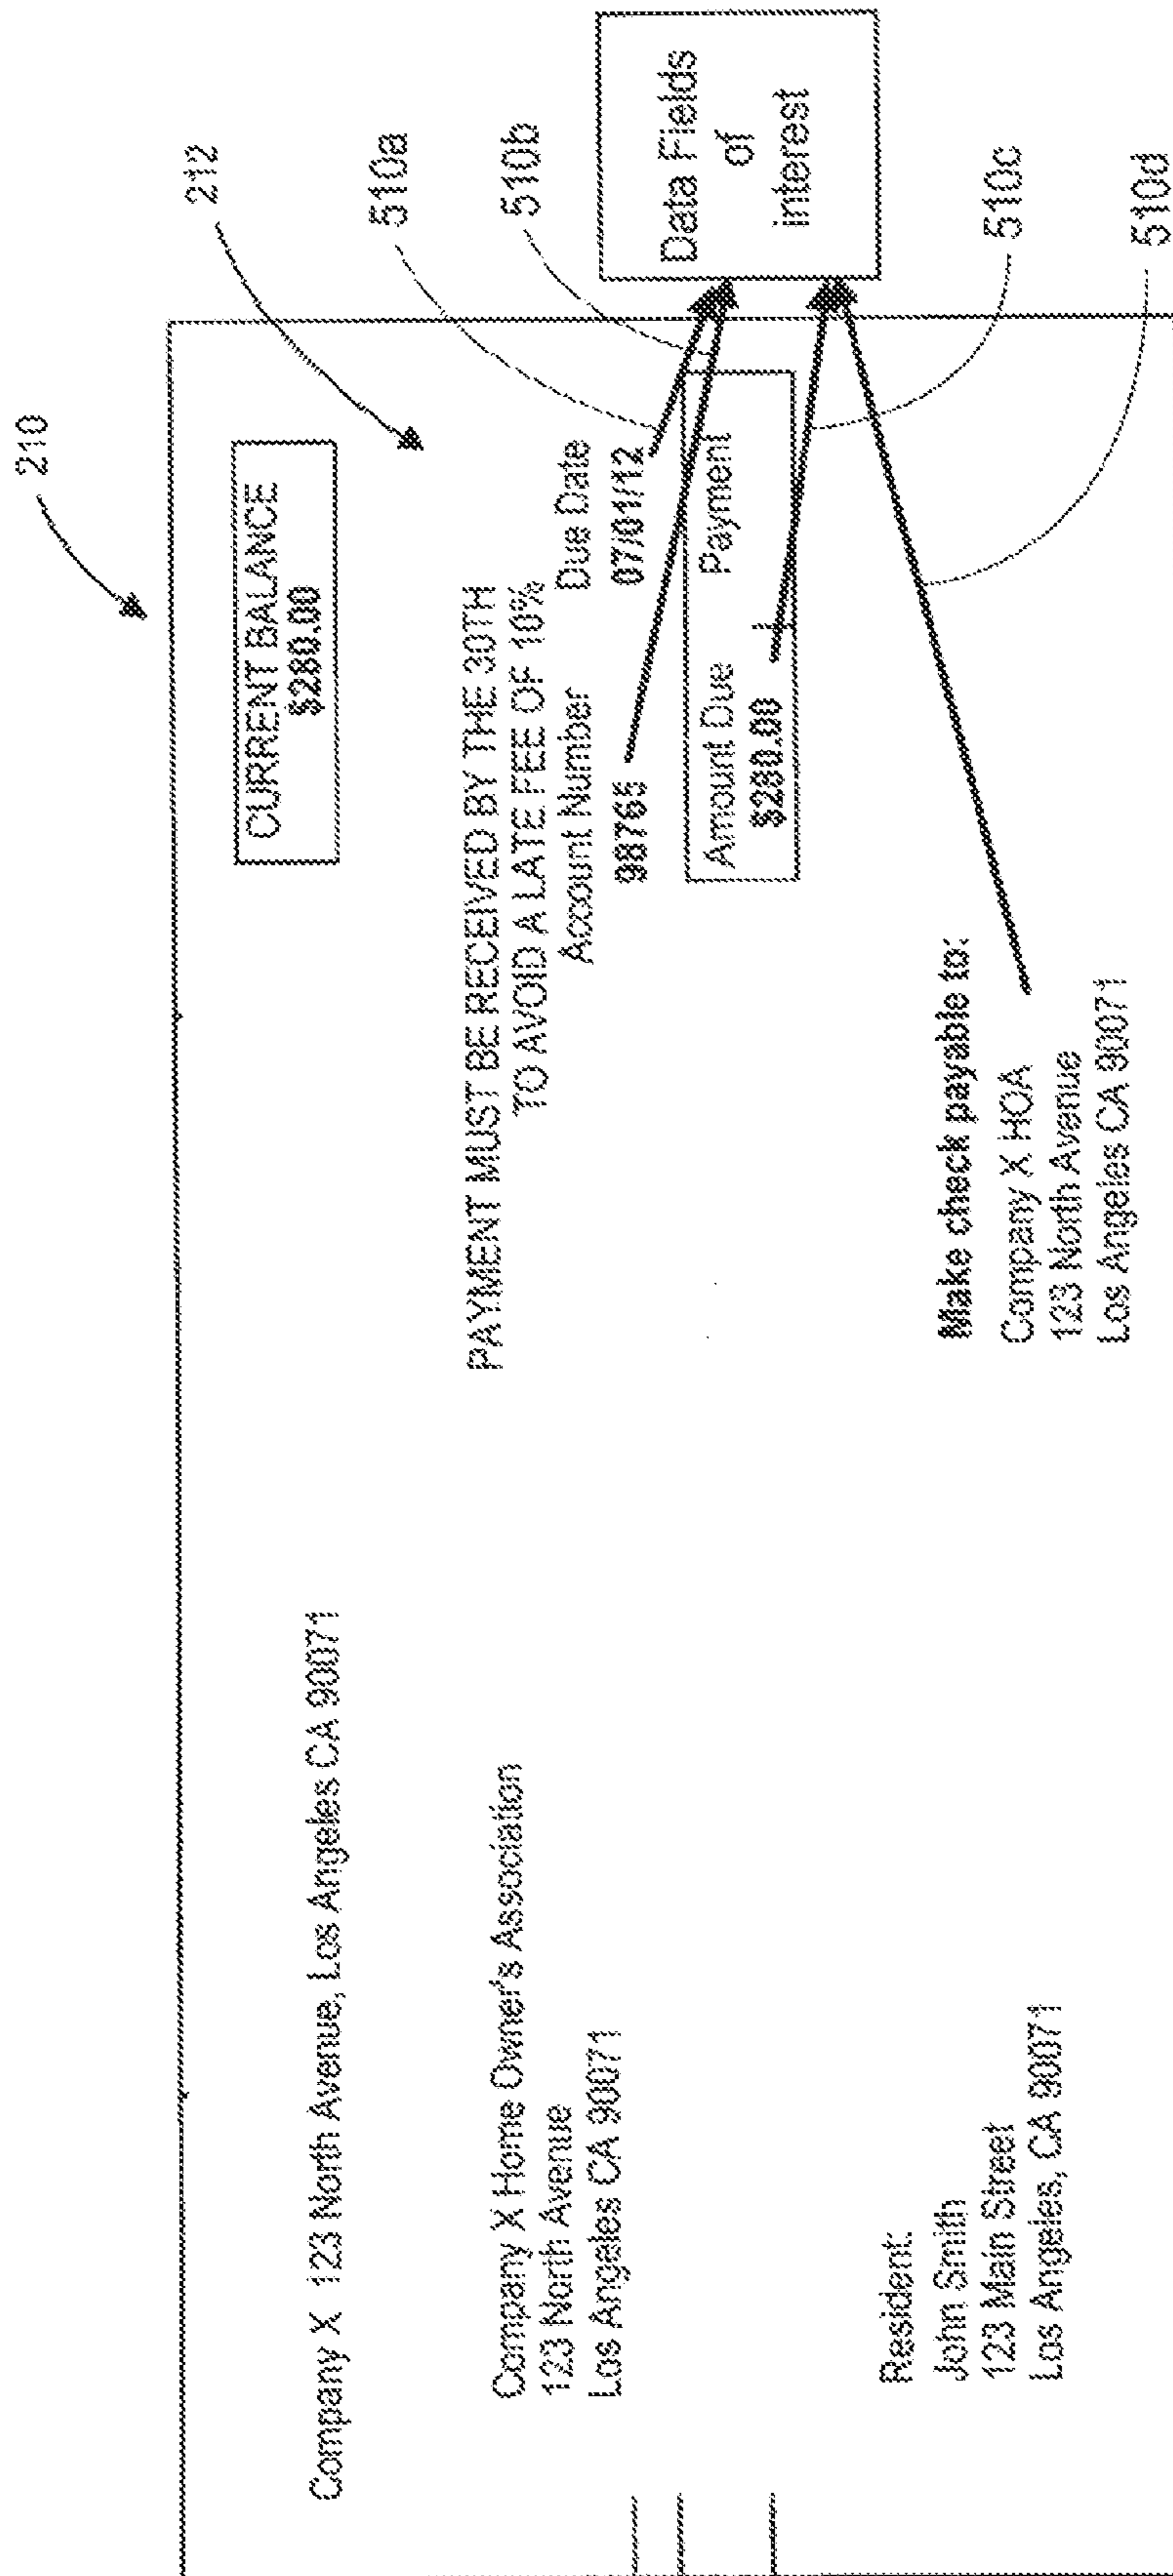 210
CURRENT BALANCE
$280.00
212
Company X 123 North Avenue, Los Angeles CA 90071
Company X Home Owner's Association
123 North Avenue
Los Angeles CA 90071
PAYMENT MUST BE RECEIVED BY THE 30TH
TO AVOID A LATE FEE OF 10%
Account Number Due Date
98765 07/01/12
Amount Due Payment
$280.00
510a
510b
Data Fields
of
interest
510c
510d
Resident:
John Smith
123 Main Street
Los Angeles, CA 90071
Make check payable to:
Company X HOA
123 North Avenue
Los Angeles CA 90071